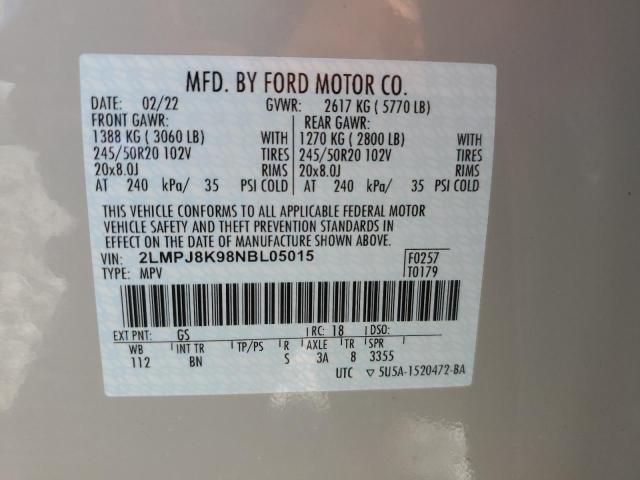 MFD. BY FORD MOTOR CO.
DATE: 02/22 GVWR: 2617 KG ( 5770 LB)
FRONT GAWR: REAR GAWR:
1388 KG ( 3060 LB) WITH 1270 KG ( 2800 LB) WITH
245/50R20 102V TIRES 245/50R20 102V TIRES
20x8.0J RIMS 20x8.0J RIMS
AT 240 kPa/ 35 PSI COLD AT 240 kPa/ 35 PSI COLD
THIS VEHICLE CONFORMS TO ALL APPLICABLE FEDERAL MOTOR
VEHICLE SAFETY AND THEFT PREVENTION STANDARDS IN
EFFECT ON THE DATE OF MANUFACTURE SHOWN ABOVE.
VIN: 2LMPJ8K98NBL05015 F0257
TYPE: MPV T0179
EXT PNT: GS RC: 18 DSO:
WB INT TR TP/PS R AXLE TR SPR
112 BN S 3A 8 3355
UTC ▽ 5U5A-1520472-BA